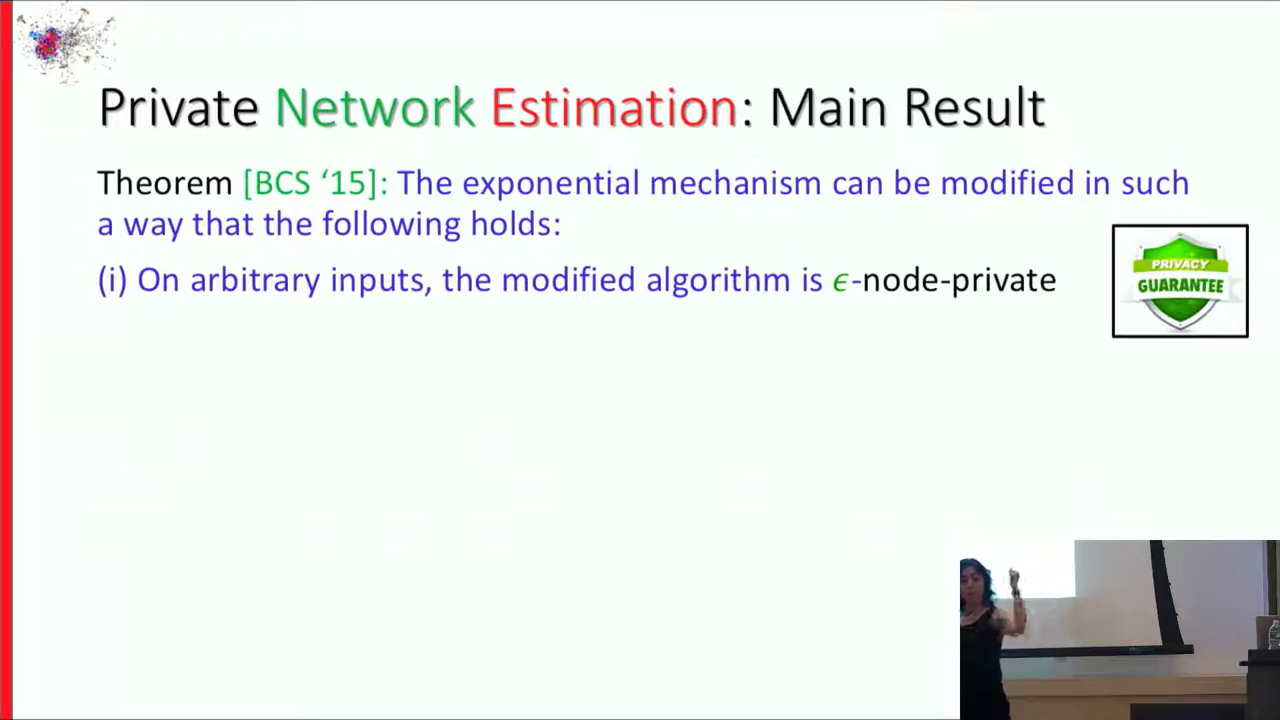 Private Network Estimation: Main Result
Theorem [BCS ‘15]: The exponential mechanism can be modified in such
a way that the following holds:
(i) On arbitrary inputs, the modified algorithm is ϵ-node-private
PRIVACY
GUARANTEE